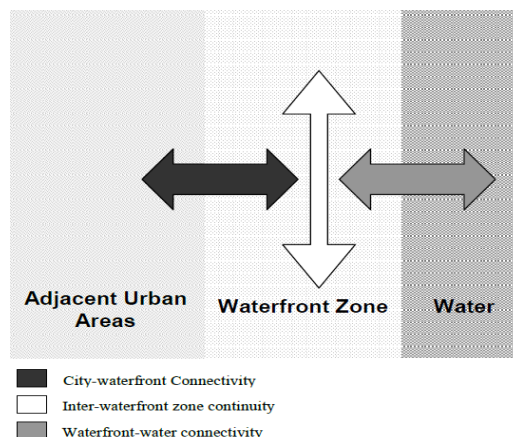 Adjacent Urban
Areas
Waterfront Zone
Water
City-waterfront Connectivity
Inter-waterfront zone continuity
Waterfront-water connectivity